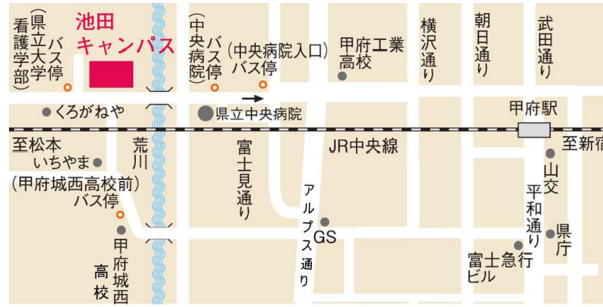 池田
キャンパス
バス停
(県立大学
看護学部)
バス停
(中央病院)
(中央病院入口)
バス停
甲府工業
高校
横沢通り
朝日通り
武田通り
くろがねや
県立中央病院
甲府駅
至松本
荒川
富士見通り
JR中央線
至新宿
いちやま
(甲府城西高校前)
バス停
甲府城西
高校
アルプス通り
GS
山交
平和通り
県庁
富士急行
ビル